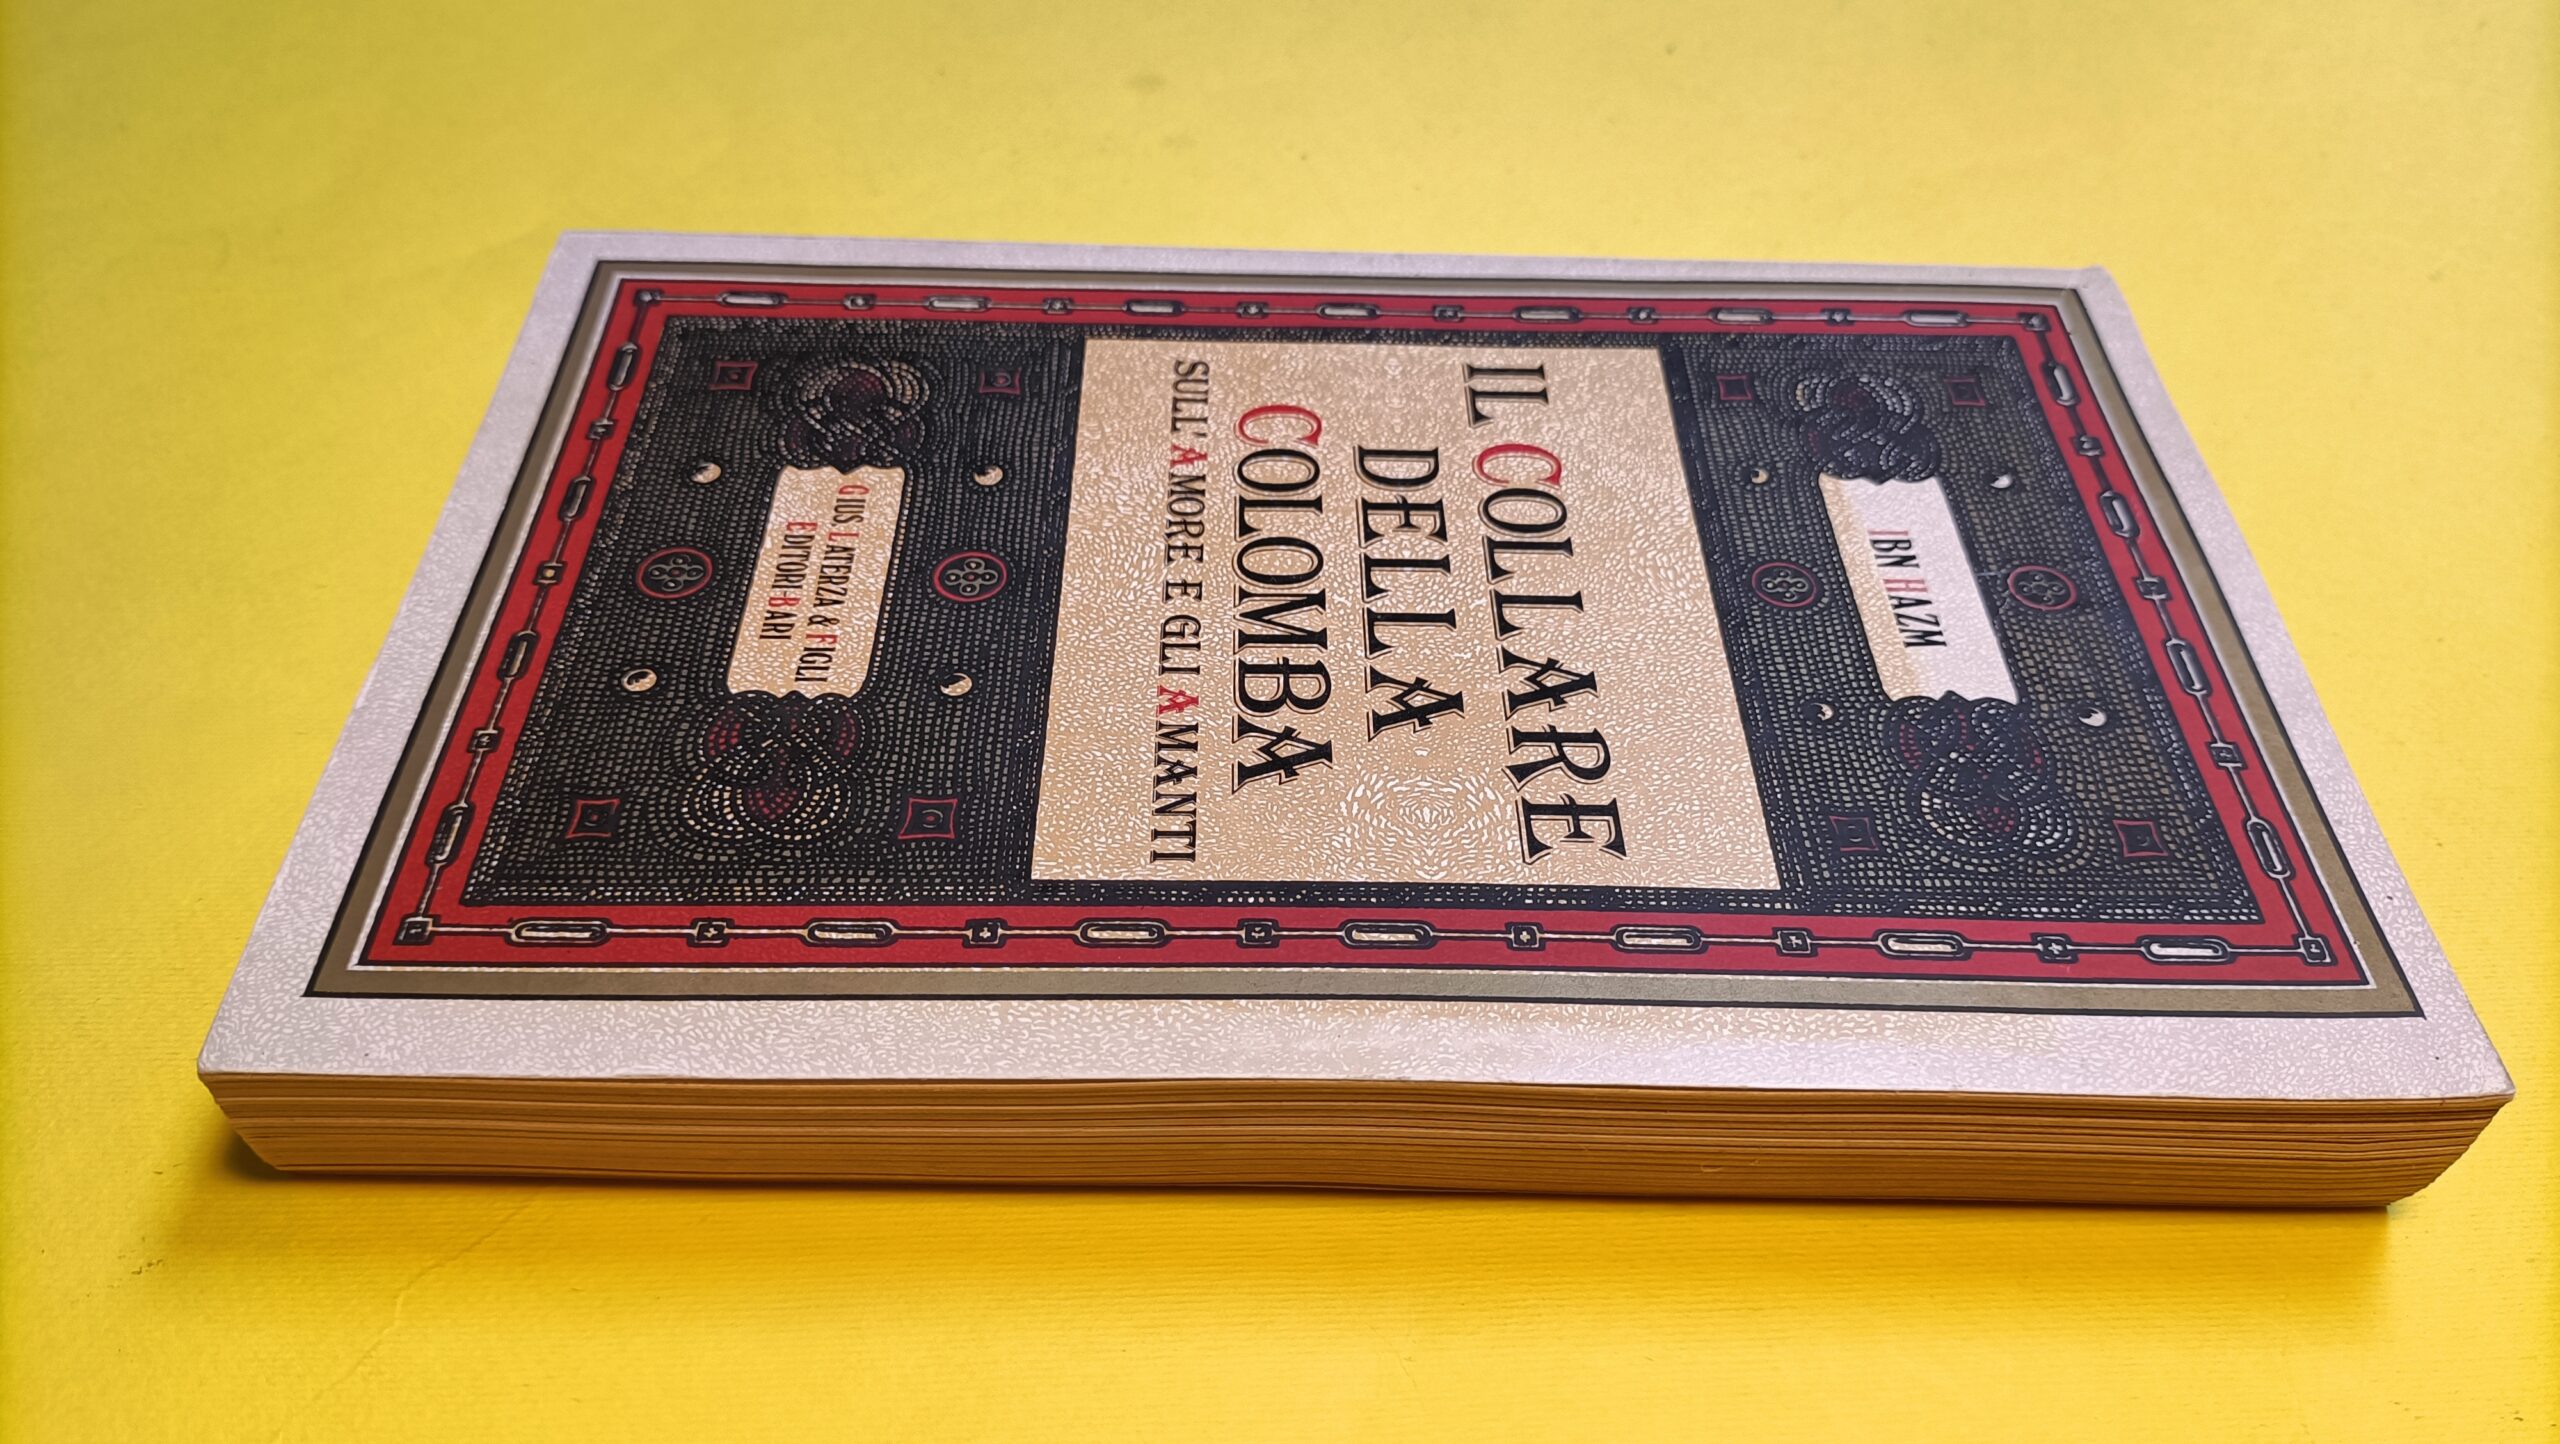 IBN HAZM
IL COLLARE
DELLA
COLOMBA
SULL'AMORE E GLI AMANTI
GIUS. LATERZA & FIGLI
EDITORI·BARI